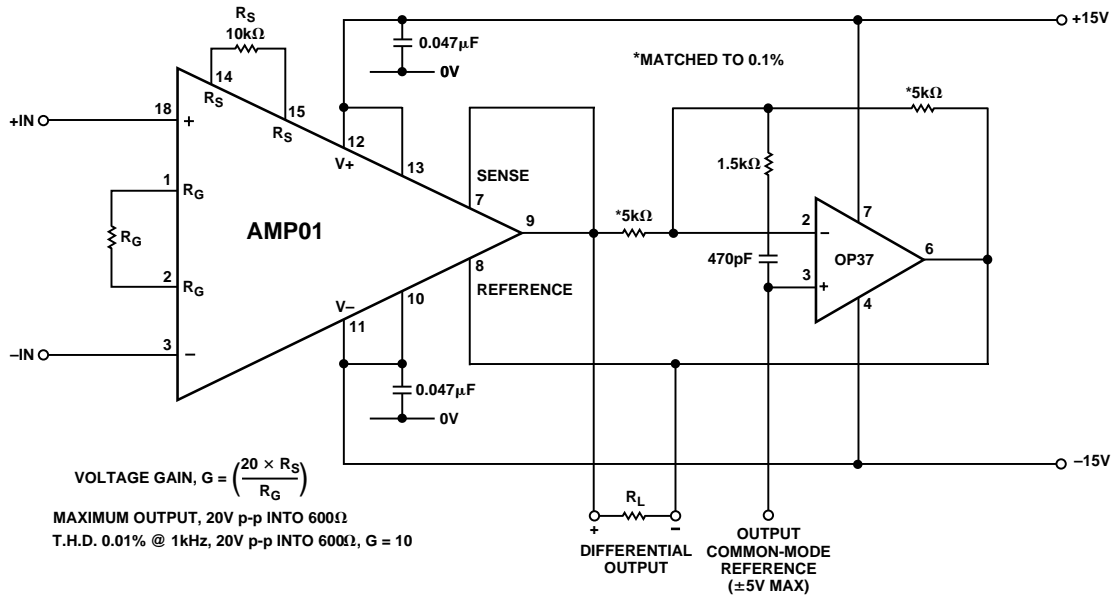 RS
10kΩ
14
RS
15
RS
0.047μF
0V
+15V
*MATCHED TO 0.1%
*5kΩ
18
+IN
+
12
V+
13
SENSE
7
1.5kΩ
1
RG
RG
AMP01
9
*5kΩ
7
2
–
OP37
6
2
RG
8
REFERENCE
470pF
3
+
4
V–
10
11
–IN
3
–
0.047μF
0V
–15V
VOLTAGE GAIN, G = (20 × RS / RG)
MAXIMUM OUTPUT, 20V p-p INTO 600Ω
T.H.D. 0.01% @ 1kHz, 20V p-p INTO 600Ω, G = 10
RL
+
–
DIFFERENTIAL
OUTPUT
OUTPUT
COMMON-MODE
REFERENCE
(±5V MAX)